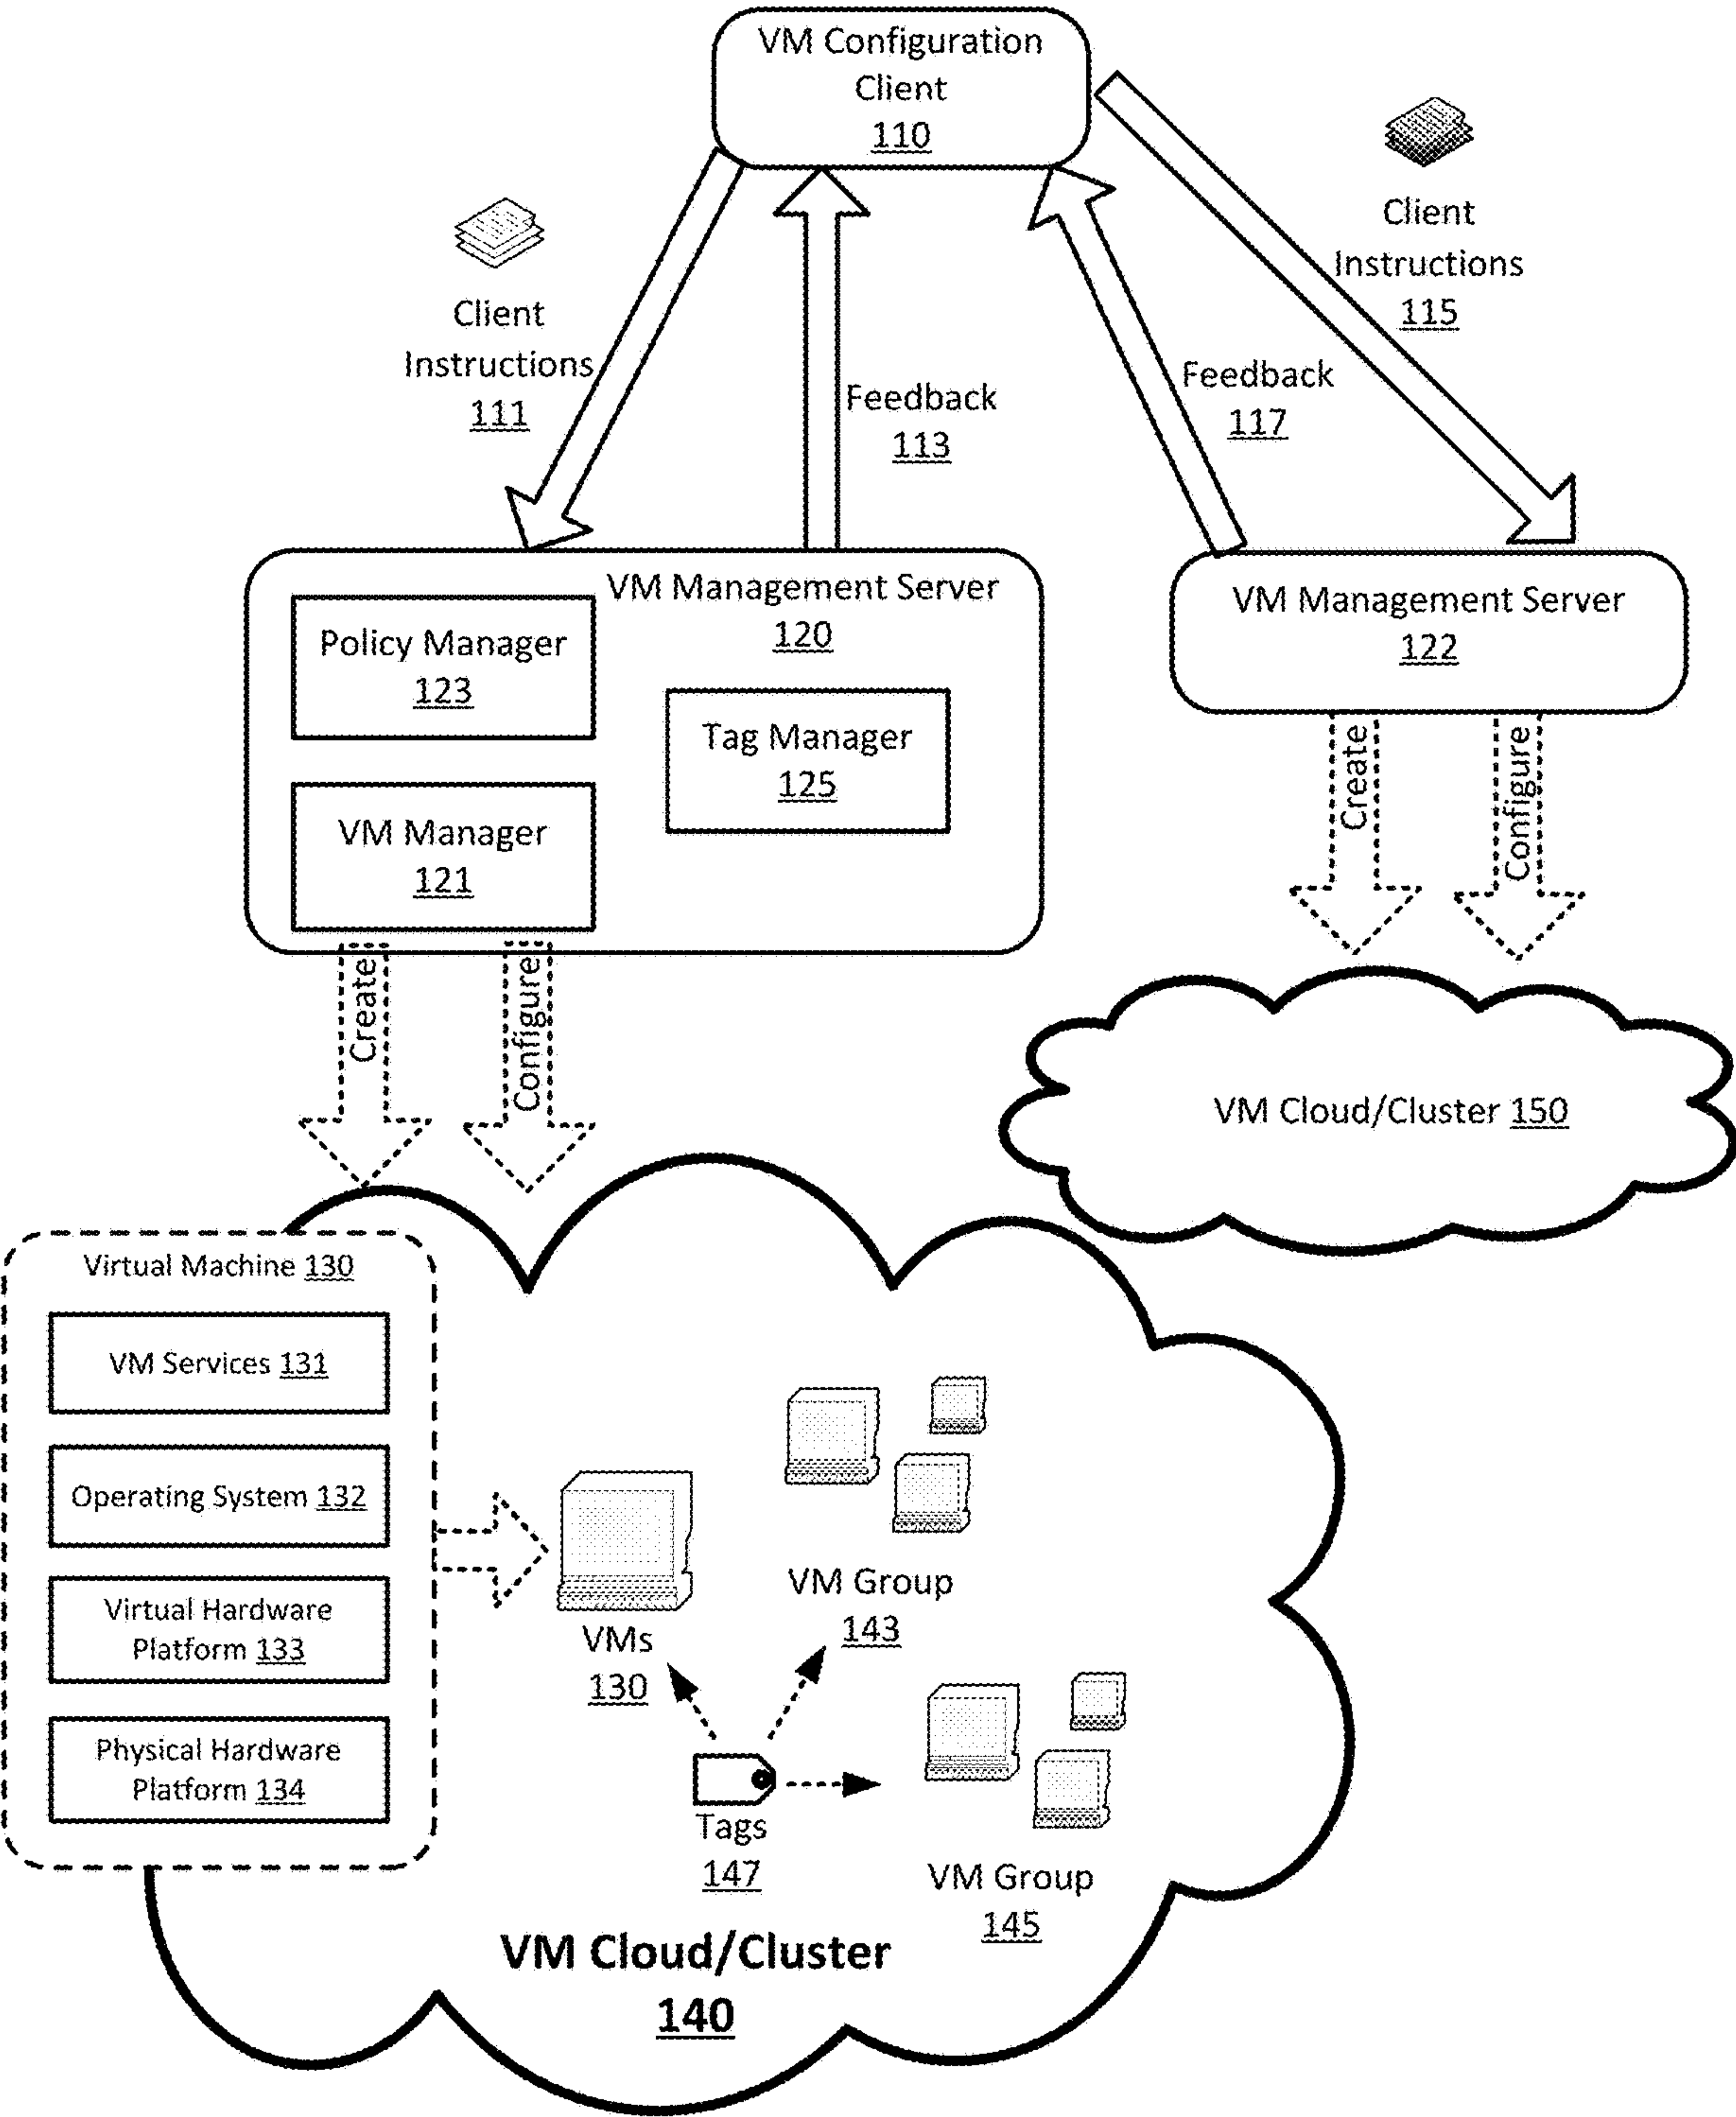 VM Configuration
Client
110
Client
Instructions
111
Feedback
113
Feedback
117
Client
Instructions
115
VM Management Server
120
Policy Manager
123
Tag Manager
125
VM Manager
121
VM Management Server
122
Create
Configure
Create
Configure
VM Cloud/Cluster 150
Virtual Machine 130
VM Services 131
Operating System 132
Virtual Hardware
Platform 133
Physical Hardware
Platform 134
VMs
130
VM Group
143
Tags
147
VM Group
145
VM Cloud/Cluster
140